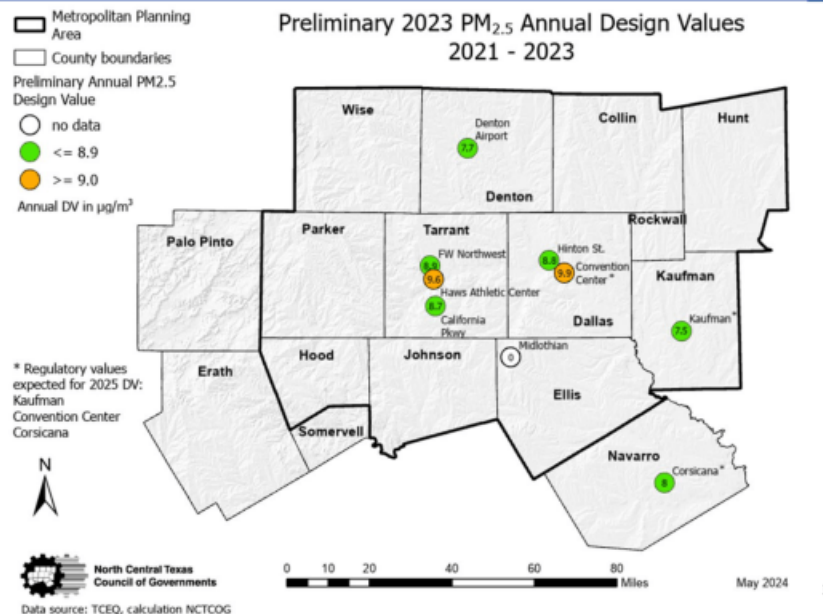 Preliminary 2023 PM2.5 Annual Design Values
2021 - 2023
Metropolitan Planning
Area
County boundaries
Preliminary Annual PM2.5
Design Value
no data
<= 8.9
>= 9.0
Annual DV in µg/m³
Wise
Denton
Airport
7.7
Denton
Collin
Hunt
Palo Pinto
Parker
Tarrant
FW Northwest
9.6
Haws Athletic Center
8.7
California
Pkwy
Hinton St.
8.8
9.9
Convention
Center*
Dallas
Rockwall
Kaufman
Kaufman*
7.5
Erath
Hood
Johnson
Midlothian
0
Ellis
Somervell
Navarro
Corsicana*
8
* Regulatory values
expected for 2025 DV:
Kaufman
Convention Center
Corsicana
N
North Central Texas
Council of Governments
0 10 20 40 60 80
Miles
May 2024
Data source: TCEQ, calculation NCTCOG